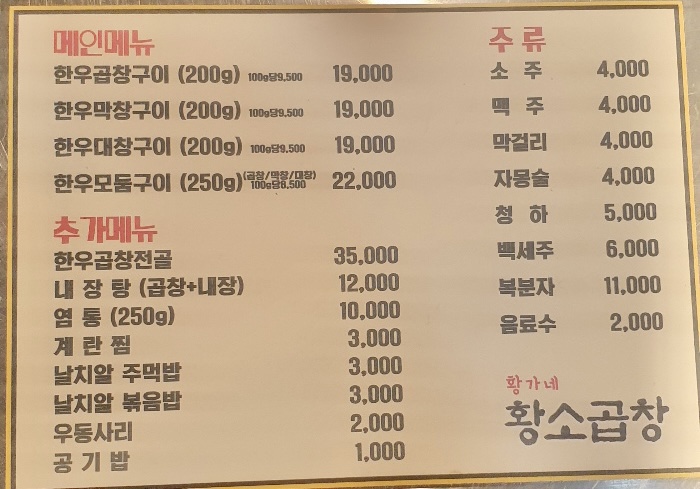 메인메뉴
한우곱창구이 (200g) 100g당9,500 19,000
한우막창구이 (200g) 100g당9,500 19,000
한우대창구이 (200g) 100g당9,500 19,000
한우모둠구이 (250g) (곱창/막창/대창) 100g당8,500 22,000
추가메뉴
한우곱창전골 35,000
내 장 탕 (곱창+내장) 12,000
염 통 (250g) 10,000
계 란 찜 3,000
날치알 주먹밥 3,000
날치알 볶음밥 3,000
우동사리 2,000
공 기 밥 1,000
주 류
소 주 4,000
맥 주 4,000
막걸리 4,000
자몽술 4,000
청 하 5,000
백세주 6,000
복분자 11,000
음료수 2,000
황가네
황소곱창